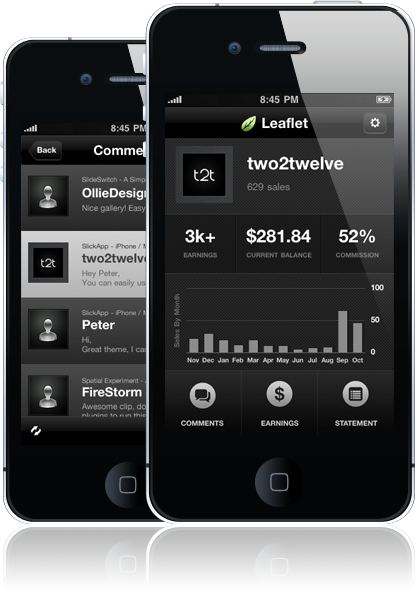 8:45 PM
Back
Comme
SlideSwitch - A Simp
OllieDesign
Nice gallery! Easy
SlickApp - iPhone / M
two2twelve
Hey Peter,
You can easily us
SlickApp - iPhone / M
Peter
Hi,
Great theme, I ca
Spatial Experiment - A
FireStorm
Awesome clip, do
plugins to run this
8:45 PM
Leaflet
t2t
two2twelve
629 sales
3k+
EARNINGS
$281.84
CURRENT BALANCE
52%
COMMISSION
Sales By Month
100
50
0
Nov Dec Jan Feb Mar Apr May Jun Jul Aug Sep Oct
COMMENTS
$
EARNINGS
STATEMENT